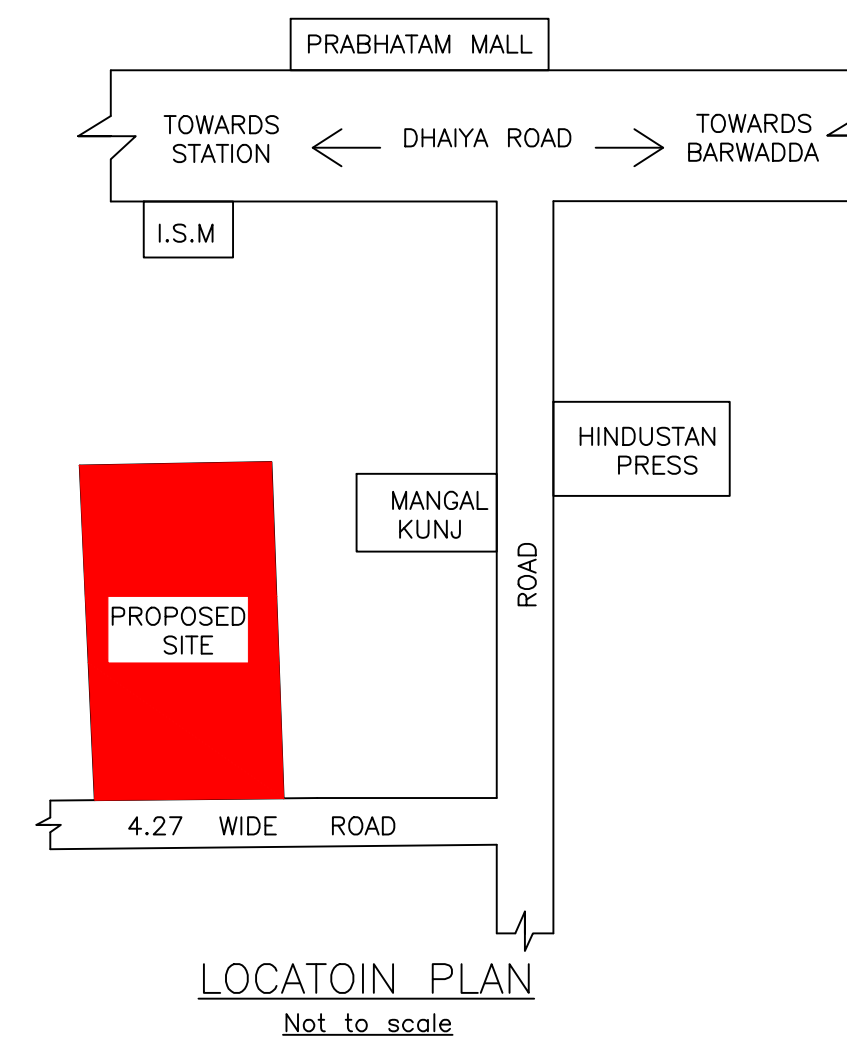 PRABHATAM MALL
TOWARDS
STATION
DHAIYA ROAD
TOWARDS
BARWADDA
I.S.M
HINDUSTAN
PRESS
MANGAL
KUNJ
ROAD
PROPOSED
SITE
4.27 WIDE ROAD
LOCATOIN PLAN
Not to scale